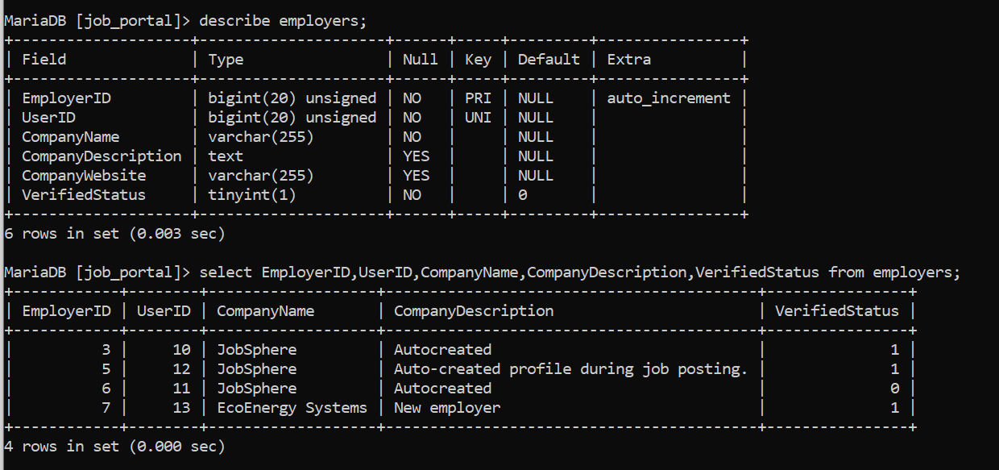 MariaDB [job_portal]> describe employers;
+--------------------+---------------------+------+-----+---------+----------------+
| Field              | Type                | Null | Key | Default | Extra          |
+--------------------+---------------------+------+-----+---------+----------------+
| EmployerID         | bigint(20) unsigned | NO   | PRI | NULL    | auto_increment |
| UserID             | bigint(20) unsigned | NO   | UNI | NULL    |                |
| CompanyName        | varchar(255)        | NO   |     | NULL    |                |
| CompanyDescription | text                | YES  |     | NULL    |                |
| CompanyWebsite     | varchar(255)        | YES  |     | NULL    |                |
| VerifiedStatus     | tinyint(1)          | NO   |     | 0       |                |
+--------------------+---------------------+------+-----+---------+----------------+
6 rows in set (0.003 sec)

MariaDB [job_portal]> select EmployerID,UserID,CompanyName,CompanyDescription,VerifiedStatus from employers;
+------------+--------+-------------------+------------------------------------------+----------------+
| EmployerID | UserID | CompanyName       | CompanyDescription                       | VerifiedStatus |
+------------+--------+-------------------+------------------------------------------+----------------+
|          3 |     10 | JobSphere         | Autocreated                              |              1 |
|          5 |     12 | JobSphere         | Auto-created profile during job posting. |              1 |
|          6 |     11 | JobSphere         | Autocreated                              |              0 |
|          7 |     13 | EcoEnergy Systems | New employer                             |              1 |
+------------+--------+-------------------+------------------------------------------+----------------+
4 rows in set (0.000 sec)